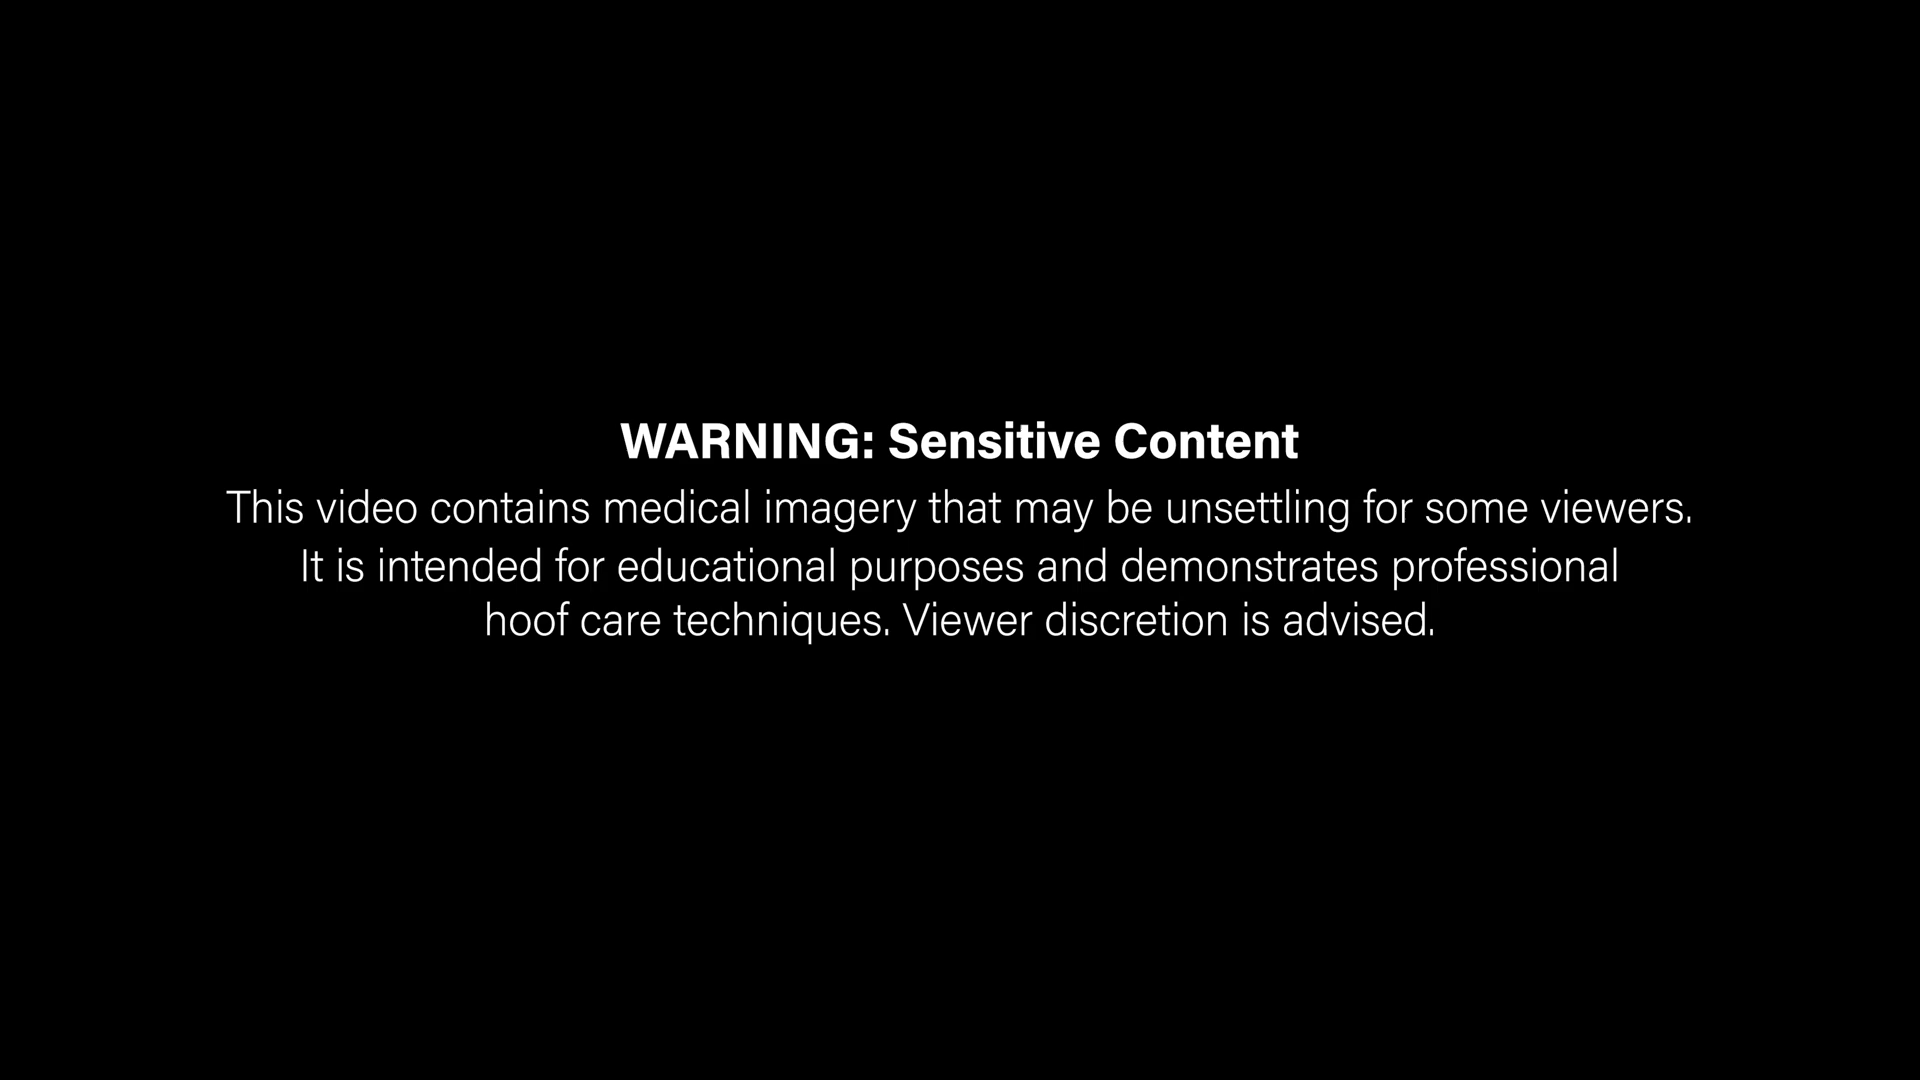 WARNING: Sensitive Content
This video contains medical imagery that may be unsettling for some viewers.
It is intended for educational purposes and demonstrates professional
hoof care techniques. Viewer discretion is advised.